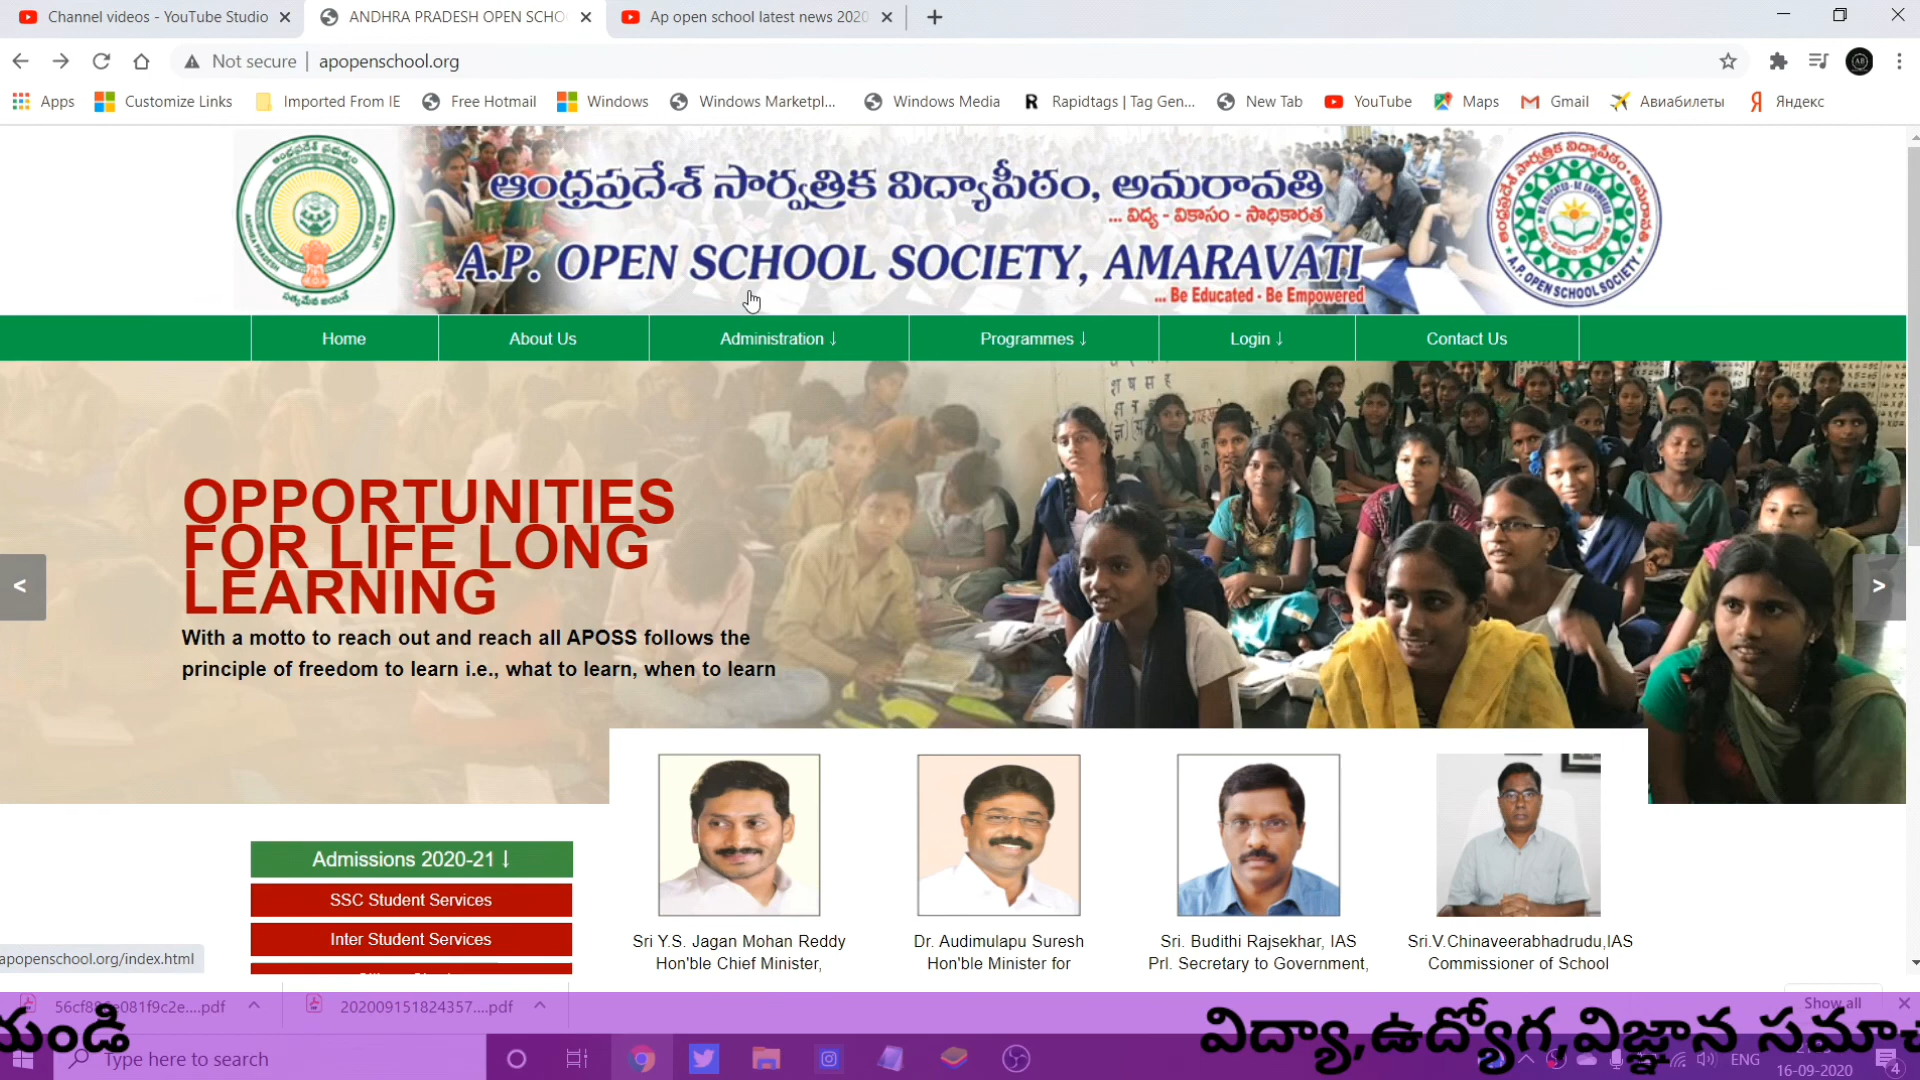 Channel videos - YouTube Studio
ANDHRA PRADESH OPEN SCHO
Ap open school latest news 2020
Not secure
apopenschool.org
Apps
Customize Links
Imported From IE
Free Hotmail
Windows
Windows Marketpl...
Windows Media
Rapidtags | Tag Gen...
New Tab
YouTube
Maps
Gmail
Авиабилеты
Яндекс
ఆంధ్రప్రదేశ్ సార్వత్రిక విద్యాపీఠం, అమరావతి
... విద్య - వికాసం - సాధికారత
A.P. OPEN SCHOOL SOCIETY, AMARAVATI
... Be Educated - Be Empowered
A.P. OPEN SCHOOL SOCIETY
Home
About Us
Administration ↓
Programmes ↓
Login ↓
Contact Us
OPPORTUNITIES
FOR LIFE LONG
LEARNING
With a motto to reach out and reach all APOSS follows the
principle of freedom to learn i.e., what to learn, when to learn
<
>
Admissions 2020-21 ↓
SSC Student Services
Inter Student Services
Sri Y.S. Jagan Mohan Reddy
Hon'ble Chief Minister,
Dr. Audimulapu Suresh
Hon'ble Minister for
Sri. Budithi Rajsekhar, IAS
Prl. Secretary to Government,
Sri.V.Chinaveerabhadrudu,IAS
Commissioner of School
apopenschool.org/index.html
202009151824357....pdf
Show all
విద్యా,ఉద్యోగ,విజ్ఞాన
Type here to search
ENG
16-09-2020
4